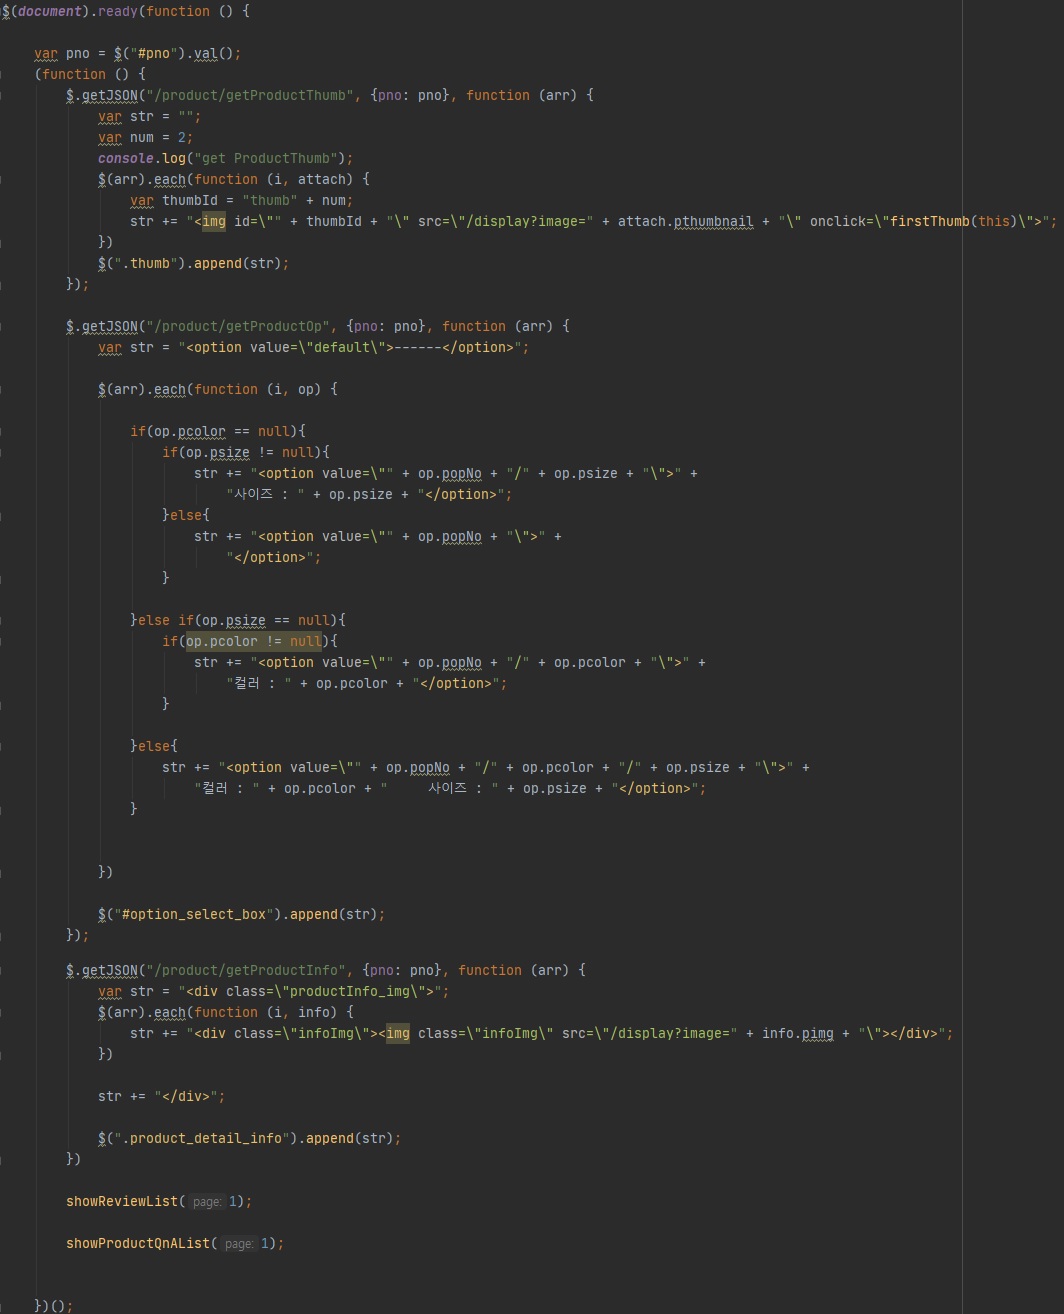 $(document).ready(function () {
var pno = $("#pno").val();
(function () {
$.getJSON("/product/getProductThumb", {pno: pno}, function (arr) {
var str = "";
var num = 2;
console.log("get ProductThumb");
$(arr).each(function (i, attach) {
var thumbId = "thumb" + num;
str += "<img id=\"" + thumbId + "\" src=\"/display?image=" + attach.pthumbnail + "\" onclick=\"firstThumb(this)\">";
})
$(".thumb").append(str);
});
$.getJSON("/product/getProductOp", {pno: pno}, function (arr) {
var str = "<option value=\"default\">------</option>";
$(arr).each(function (i, op) {
if(op.pcolor == null){
if(op.psize != null){
str += "<option value=\"" + op.popNo + "/" + op.psize + "\">" +
"사이즈 : " + op.psize + "</option>";
}else{
str += "<option value=\"" + op.popNo + "\">" +
"</option>";
}
}else if(op.psize == null){
if(op.pcolor != null){
str += "<option value=\"" + op.popNo + "/" + op.pcolor + "\">" +
"컬러 : " + op.pcolor + "</option>";
}
}else{
str += "<option value=\"" + op.popNo + "/" + op.pcolor + "/" + op.psize + "\">" +
"컬러 : " + op.pcolor + "     사이즈 : " + op.psize + "</option>";
}
})
$("#option_select_box").append(str);
});
$.getJSON("/product/getProductInfo", {pno: pno}, function (arr) {
var str = "<div class=\"productInfo_img\">";
$(arr).each(function (i, info) {
str += "<div class=\"infoImg\"><img class=\"infoImg\" src=\"/display?image=" + info.pimg + "\"></div>";
})
str += "</div>";
$(".product_detail_info").append(str);
})
showReviewList( page: 1);
showProductQnAList( page: 1);
})();